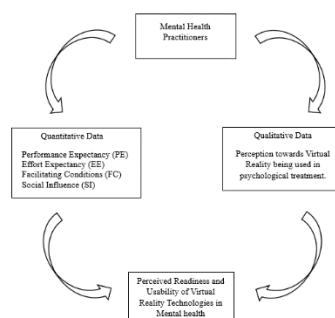 Mental Health
Practitioners
Quantitative Data
Performance Expectancy (PE)
Effort Expectancy (EE)
Facilitating Conditions (FC)
Social Influence (SI)
Qualitative Data
Perception towards Virtual
Reality being used in
psychological treatment.
Perceived Readiness and
Usability of Virtual
Reality Technologies in
Mental health